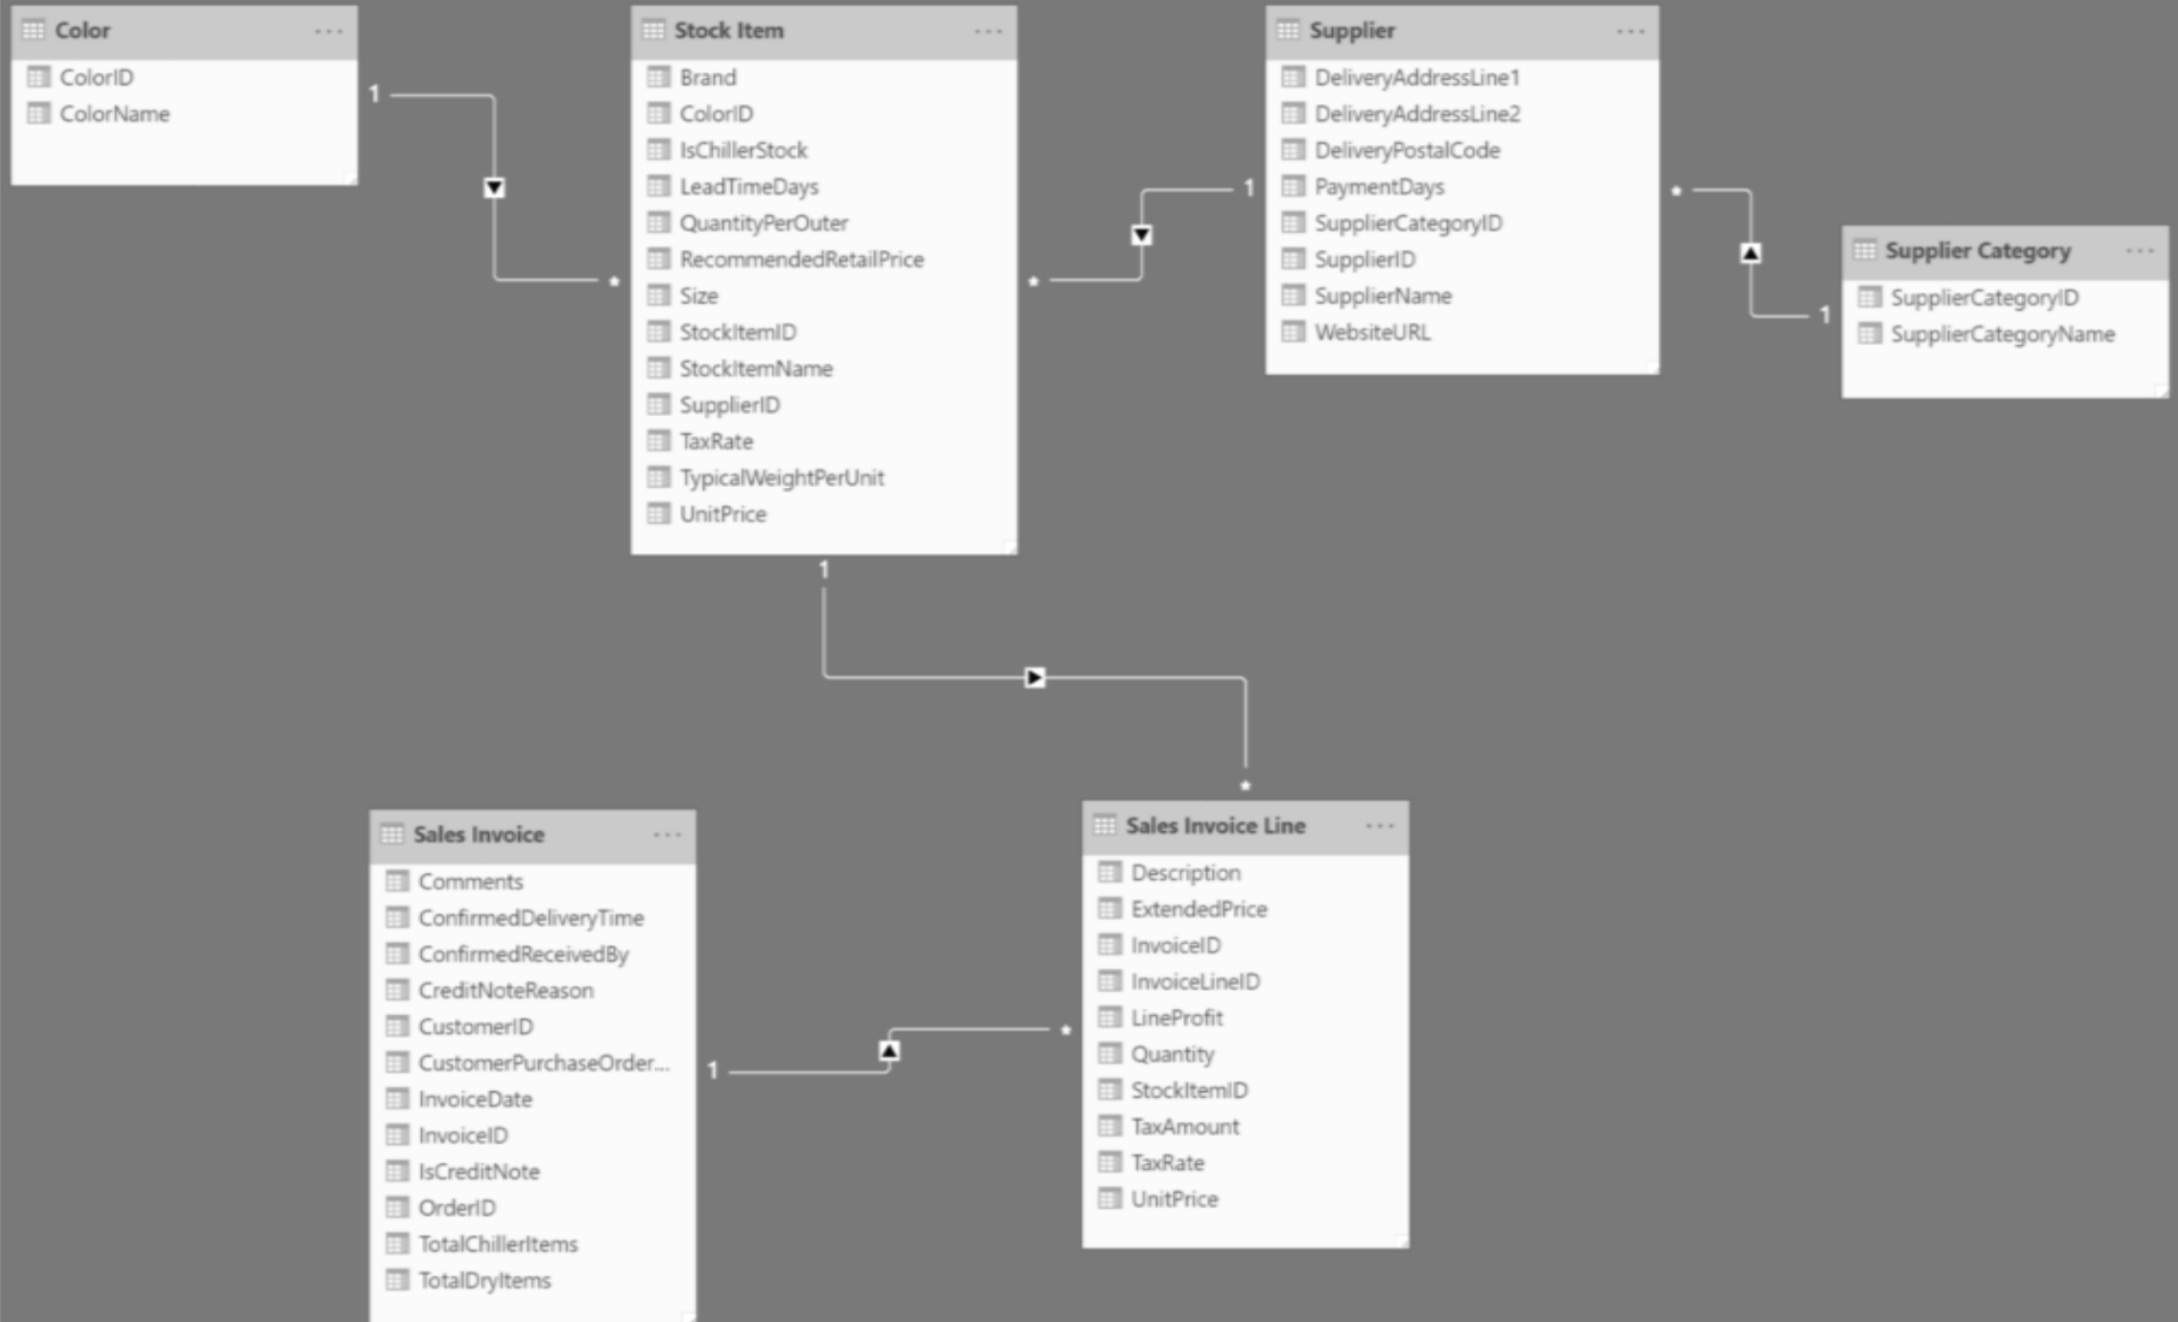 Color
ColorID
ColorName
1
*
Stock Item
Brand
ColorID
IsChillerStock
LeadTimeDays
QuantityPerOuter
RecommendedRetailPrice
Size
StockItemID
StockItemName
SupplierID
TaxRate
TypicalWeightPerUnit
UnitPrice
*
1
Supplier
DeliveryAddressLine1
DeliveryAddressLine2
DeliveryPostalCode
PaymentDays
SupplierCategoryID
SupplierID
SupplierName
WebsiteURL
*
1
Supplier Category
SupplierCategoryID
SupplierCategoryName
1
*
Sales Invoice
Comments
ConfirmedDeliveryTime
ConfirmedReceivedBy
CreditNoteReason
CustomerID
CustomerPurchaseOrder...
InvoiceDate
InvoiceID
IsCreditNote
OrderID
TotalChillerItems
TotalDryItems
1
*
Sales Invoice Line
Description
ExtendedPrice
InvoiceID
InvoiceLineID
LineProfit
Quantity
StockItemID
TaxAmount
TaxRate
UnitPrice